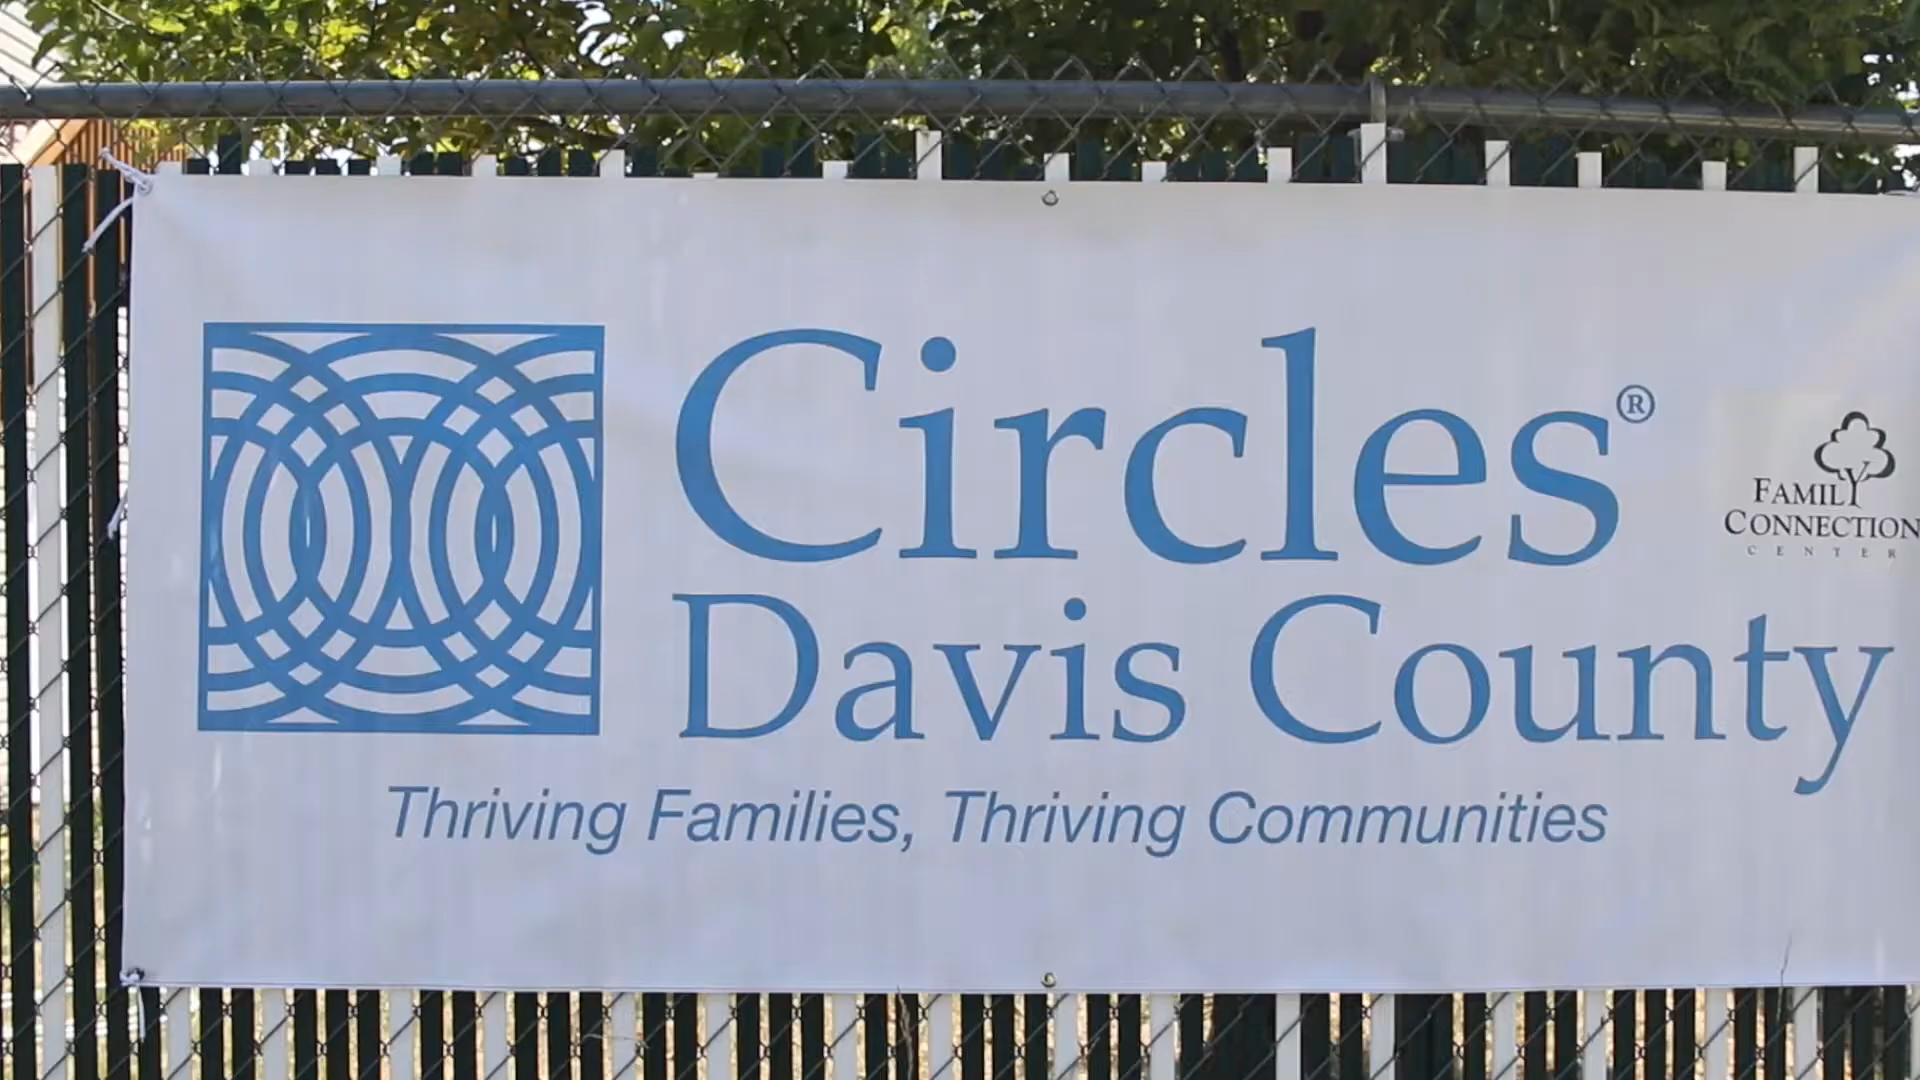 Circles®
Davis County
Thriving Families, Thriving Communities
FAMILY
CONNECTION
CENTER